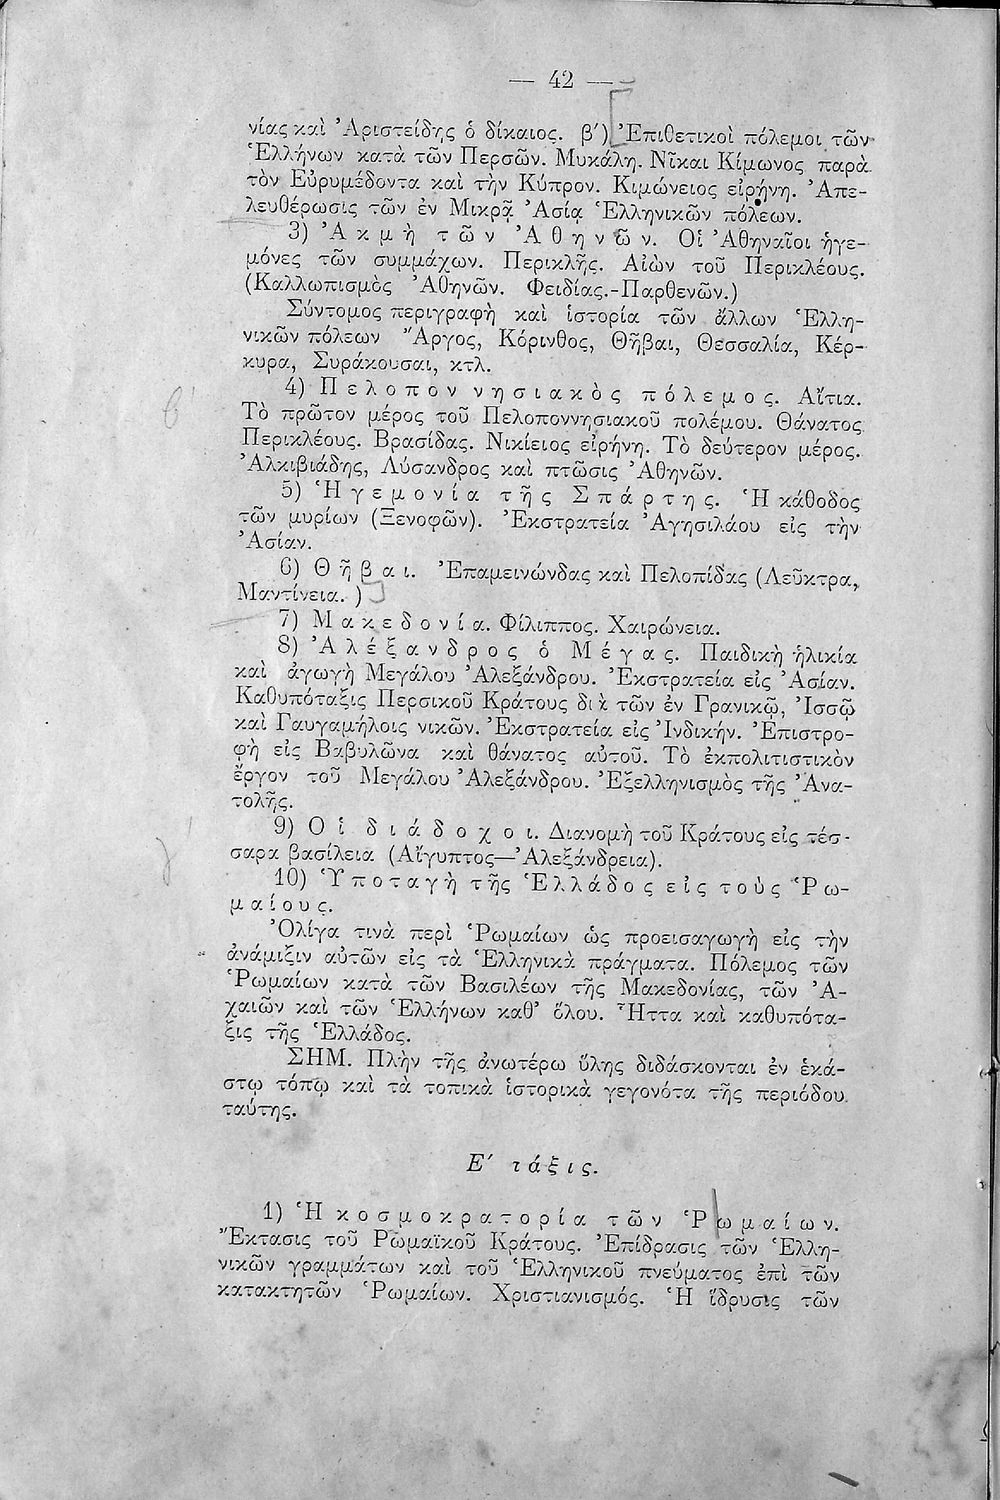 — 42 —
νίας καὶ Ἀριστείδης ὁ δίκαιος. β΄) Ἐπιθετικοὶ πόλεμοι τῶν
Ἑλλήνων κατὰ τῶν Περσῶν. Μυκάλη. Νῖκαι Κίμωνος παρὰ
τὸν Εὐρυμέδοντα καὶ τὴν Κύπρον. Κιμώνειος εἰρήνη. Ἀπε-
λευθέρωσις τῶν ἐν Μικρᾷ Ἀσίᾳ Ἑλληνικῶν πόλεων.
3) Ἀκμὴ τῶν Ἀθηνῶν. Οἱ Ἀθηναῖοι ἡγε-
μόνες τῶν συμμάχων. Περικλῆς. Αἰὼν τοῦ Περικλέους.
(Καλλωπισμὸς Ἀθηνῶν. Φειδίας.-Παρθενῶν.)
Σύντομος περιγραφὴ καὶ ἱστορία τῶν ἄλλων Ἑλλη-
νικῶν πόλεων Ἄργος, Κόρινθος, Θῆβαι, Θεσσαλία, Κέρ-
κυρα, Συράκουσαι, κτλ.
β΄
4) Πελοποννησιακὸς πόλεμος. Αἴτια.
Τὸ πρῶτον μέρος τοῦ Πελοποννησιακοῦ πολέμου. Θάνατος
Περικλέους. Βρασίδας. Νικίειος εἰρήνη. Τὸ δεύτερον μέρος.
Ἀλκιβιάδης, Λύσανδρος καὶ πτῶσις Ἀθηνῶν.
5) Ἡγεμονία τῆς Σπάρτης. Ἡ κάθοδος
τῶν μυρίων (Ξενοφῶν). Ἐκστρατεία Ἀγησιλάου εἰς τὴν
Ἀσίαν.
6) Θῆβαι. Ἐπαμεινώνδας καὶ Πελοπίδας (Λεῦκτρα,
Μαντίνεια. )
7) Μακεδονία. Φίλιππος. Χαιρώνεια.
8) Ἀλέξανδρος ὁ Μέγας. Παιδικὴ ἡλικία
καὶ ἀγωγὴ Μεγάλου Ἀλεξάνδρου. Ἐκστρατεία εἰς Ἀσίαν.
Καθυπόταξις Περσικοῦ Κράτους διὰ τῶν ἐν Γρανικῷ, Ἰσσῷ
καὶ Γαυγαμήλοις νικῶν. Ἐκστρατεία εἰς Ἰνδικήν. Ἐπιστρο-
φὴ εἰς Βαβυλῶνα καὶ θάνατος αὐτοῦ. Τὸ ἐκπολιτιστικὸν
ἔργον τοῦ Μεγάλου Ἀλεξάνδρου. Ἐξελληνισμὸς τῆς Ἀνα-
τολῆς.
γ΄
9) Οἱ διάδοχοι. Διανομὴ τοῦ Κράτους εἰς τέσ-
σαρα βασίλεια (Αἴγυπτος—Ἀλεξάνδρεια).
10) Ὑποταγὴ τῆς Ἑλλάδος εἰς τοὺς Ῥω-
μαίους.
Ὀλίγα τινὰ περὶ Ῥωμαίων ὡς προεισαγωγὴ εἰς τὴν
ἀνάμιξιν αὐτῶν εἰς τὰ Ἑλληνικὰ πράγματα. Πόλεμος τῶν
Ῥωμαίων κατὰ τῶν Βασιλέων τῆς Μακεδονίας, τῶν Ἀ-
χαιῶν καὶ τῶν Ἑλλήνων καθ' ὅλου. Ἧττα καὶ καθυπότα-
ξις τῆς Ἑλλάδος.
ΣΗΜ. Πλὴν τῆς ἀνωτέρω ὕλης διδάσκονται ἐν ἑκά-
στῳ τόπῳ καὶ τὰ τοπικὰ ἱστορικὰ γεγονότα τῆς περιόδου
ταύτης.
Ε΄ τάξις.
1) Ἡ κοσμοκρατορία τῶν Ῥωμαίων.
Ἔκτασις τοῦ Ρωμαϊκοῦ Κράτους. Ἐπίδρασις τῶν Ἑλλη-
νικῶν γραμμάτων καὶ τοῦ Ἑλληνικοῦ πνεύματος ἐπὶ τῶν
κατακτητῶν Ῥωμαίων. Χριστιανισμός. Ἡ ἵδρυσις τῶν